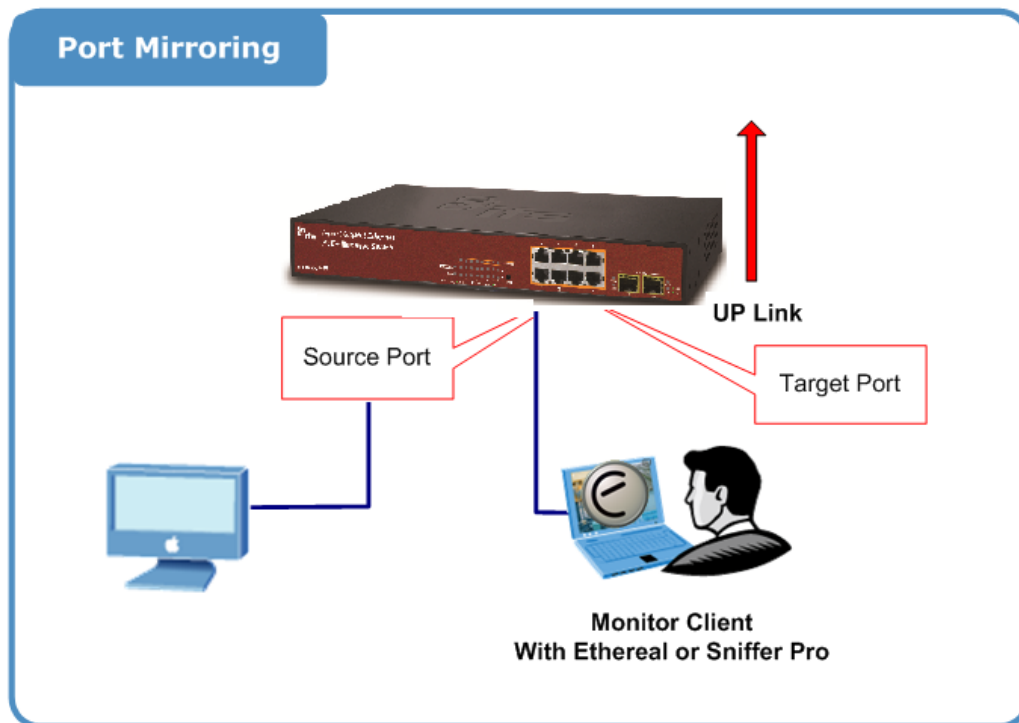 Port Mirroring
UP Link
Source Port
Target Port
Monitor Client
With Ethereal or Sniffer Pro